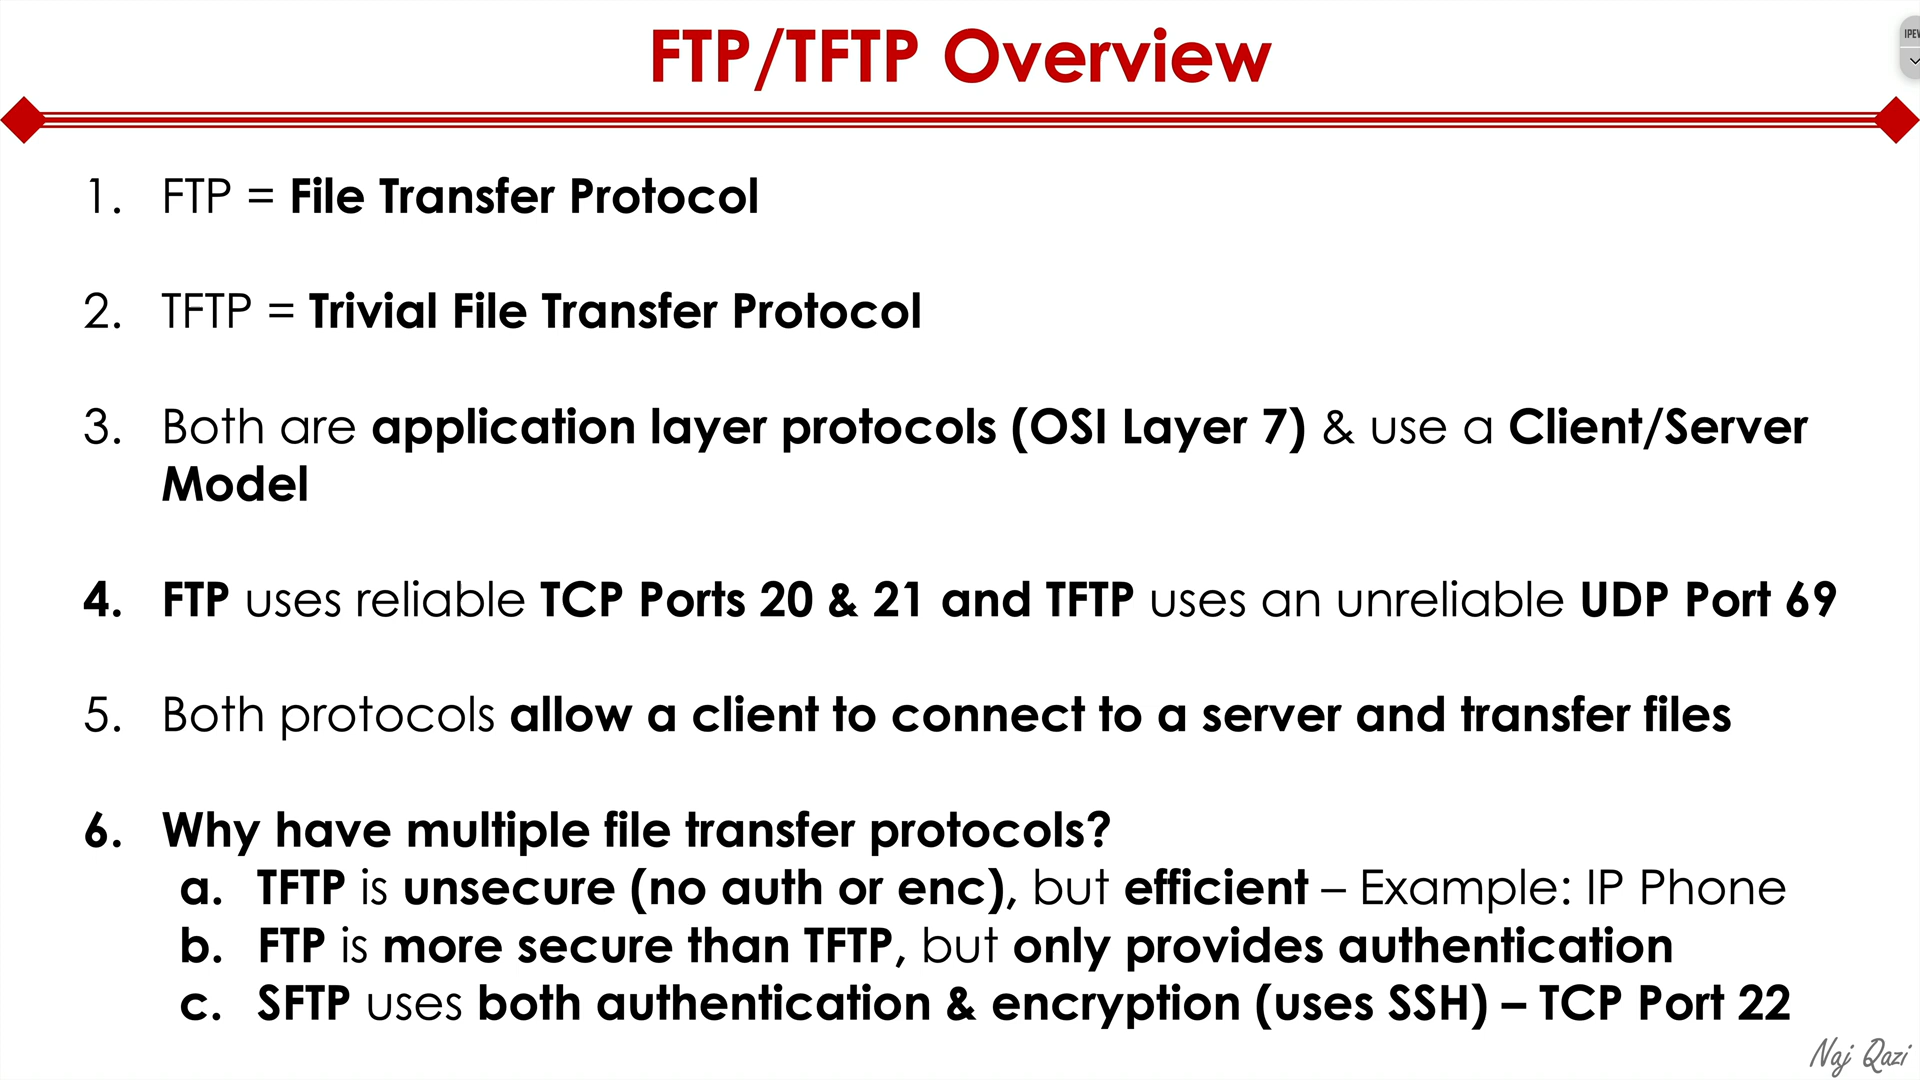 FTP/TFTP Overview
1. FTP = File Transfer Protocol
2. TFTP = Trivial File Transfer Protocol
3. Both are application layer protocols (OSI Layer 7) & use a Client/Server
Model
4. FTP uses reliable TCP Ports 20 & 21 and TFTP uses an unreliable UDP Port 69
5. Both protocols allow a client to connect to a server and transfer files
6. Why have multiple file transfer protocols?
a. TFTP is unsecure (no auth or enc), but efficient – Example: IP Phone
b. FTP is more secure than TFTP, but only provides authentication
c. SFTP uses both authentication & encryption (uses SSH) – TCP Port 22
Naj Qazi